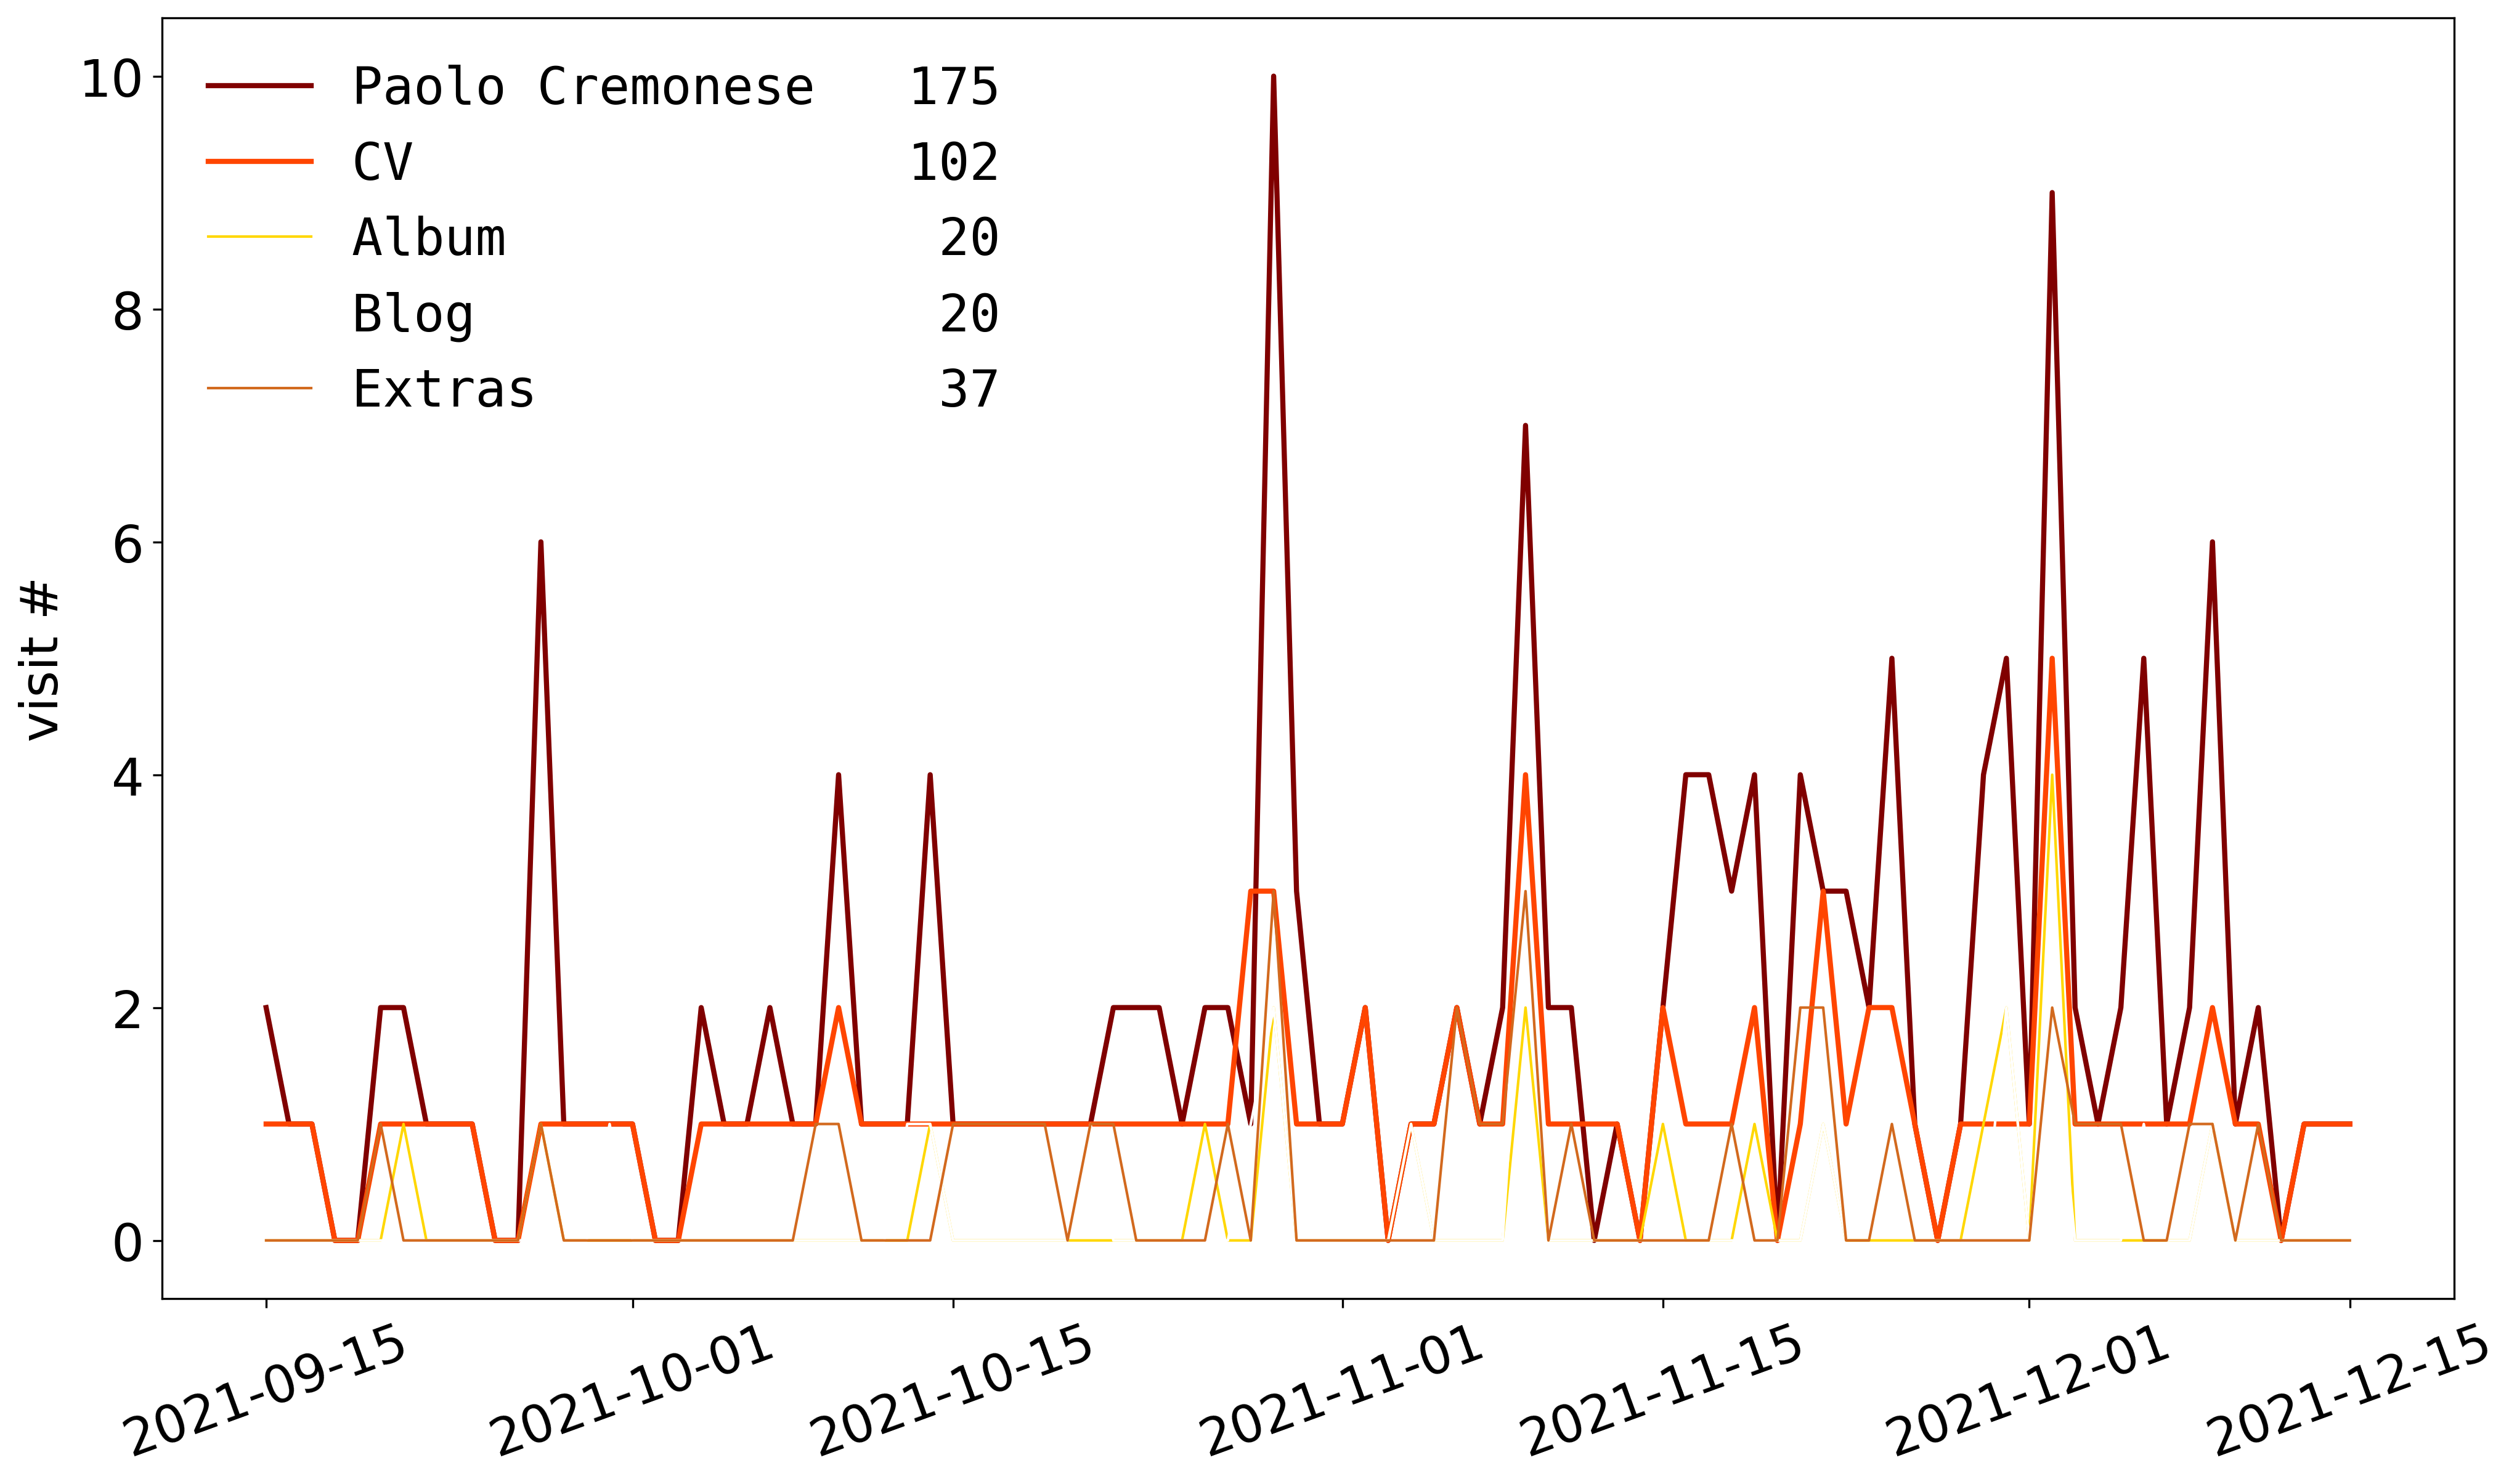 10
8
6
4
2
0
visit #
Paolo Cremonese 175
CV 102
Album 20
Blog 20
Extras 37
2021-09-15
2021-10-01
2021-10-15
2021-11-01
2021-11-15
2021-12-01
2021-12-15